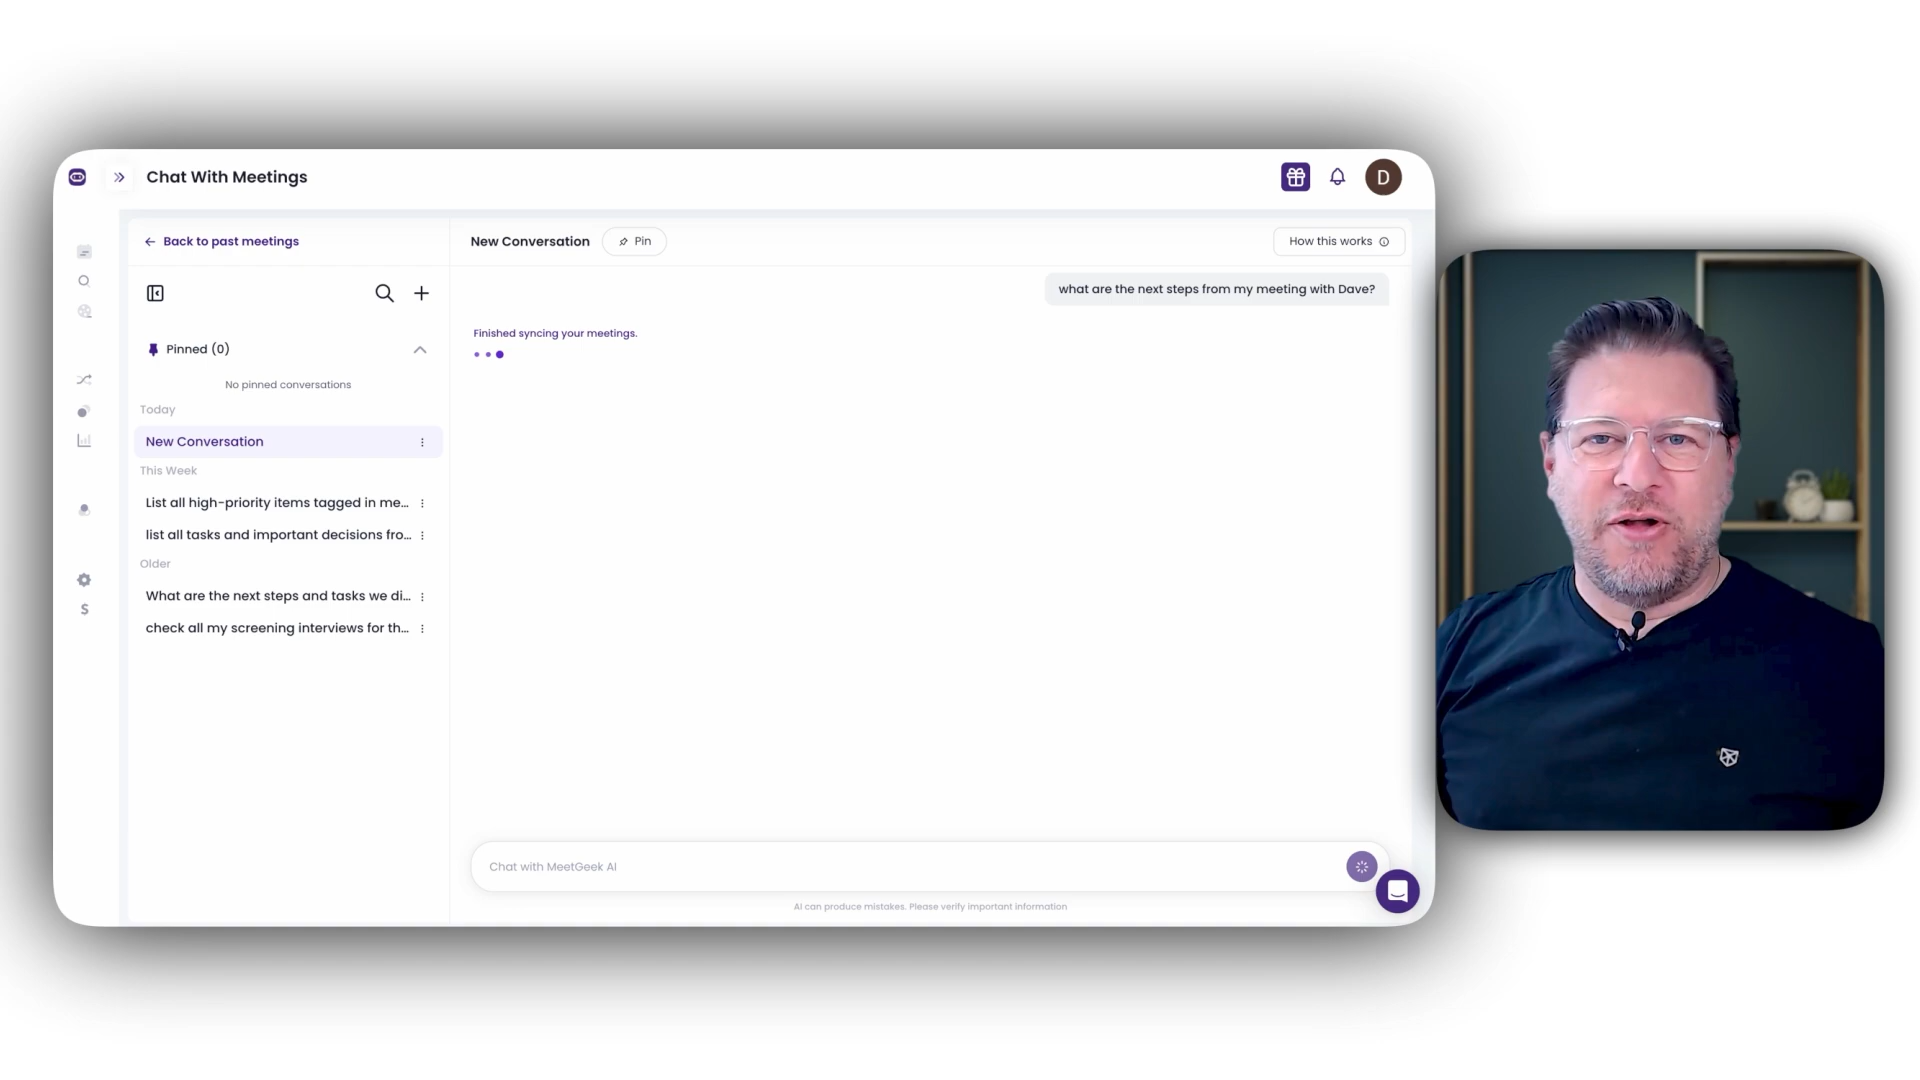 Chat With Meetings
D
Back to past meetings
New Conversation
Pin
How this works
what are the next steps from my meeting with Dave?
Finished syncing your meetings.
Pinned (0)
No pinned conversations
Today
New Conversation
This Week
List all high-priority items tagged in me...
list all tasks and important decisions fro...
Older
What are the next steps and tasks we di...
check all my screening interviews for th...
$
Chat with MeetGeek AI
AI can produce mistakes. Please verify important information